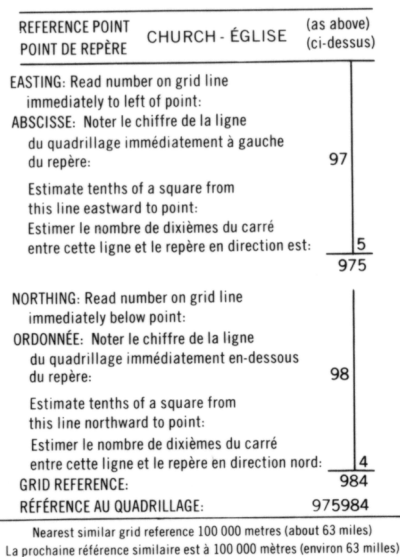 REFERENCE POINT CHURCH - ÉGLISE (as above)
POINT DE REPÈRE (ci-dessus)
EASTING: Read number on grid line
immediately to left of point:
ABSCISSE: Noter le chiffre de la ligne
du quadrillage immédiatement à gauche
du repère: 97
Estimate tenths of a square from
this line eastward to point:
Estimer le nombre de dixièmes du carré
entre cette ligne et le repère en direction est: 5
975
NORTHING: Read number on grid line
immediately below point:
ORDONNÉE: Noter le chiffre de la ligne
du quadrillage immédiatement en-dessous
du repère: 98
Estimate tenths of a square from
this line northward to point:
Estimer le nombre de dixièmes du carré
entre cette ligne et le repère en direction nord: 4
GRID REFERENCE: 984
RÉFÉRENCE AU QUADRILLAGE: 975984
Nearest similar grid reference 100 000 metres (about 63 miles)
La prochaine référence similaire est à 100 000 mètres (environ 63 milles)